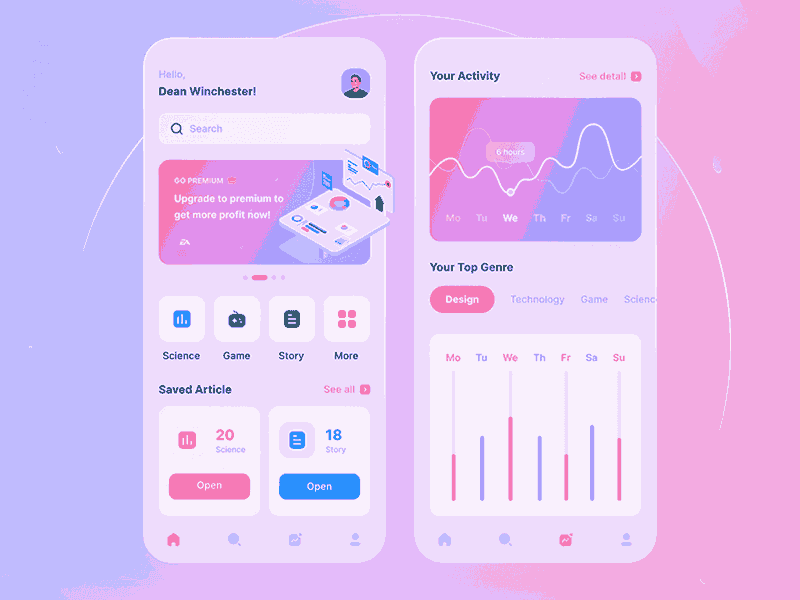 Hello,
Dean Winchester!
Search
GO PREMIUM
Upgrade to premium to
get more profit now!
EA
Science
Game
Story
More
Saved Article
See all
20
Science
Open
18
Story
Open
Your Activity
See detail
6 hours
Mo Tu We Th Fr Sa Su
Your Top Genre
Design Technology Game Scienc
Mo Tu We Th Fr Sa Su